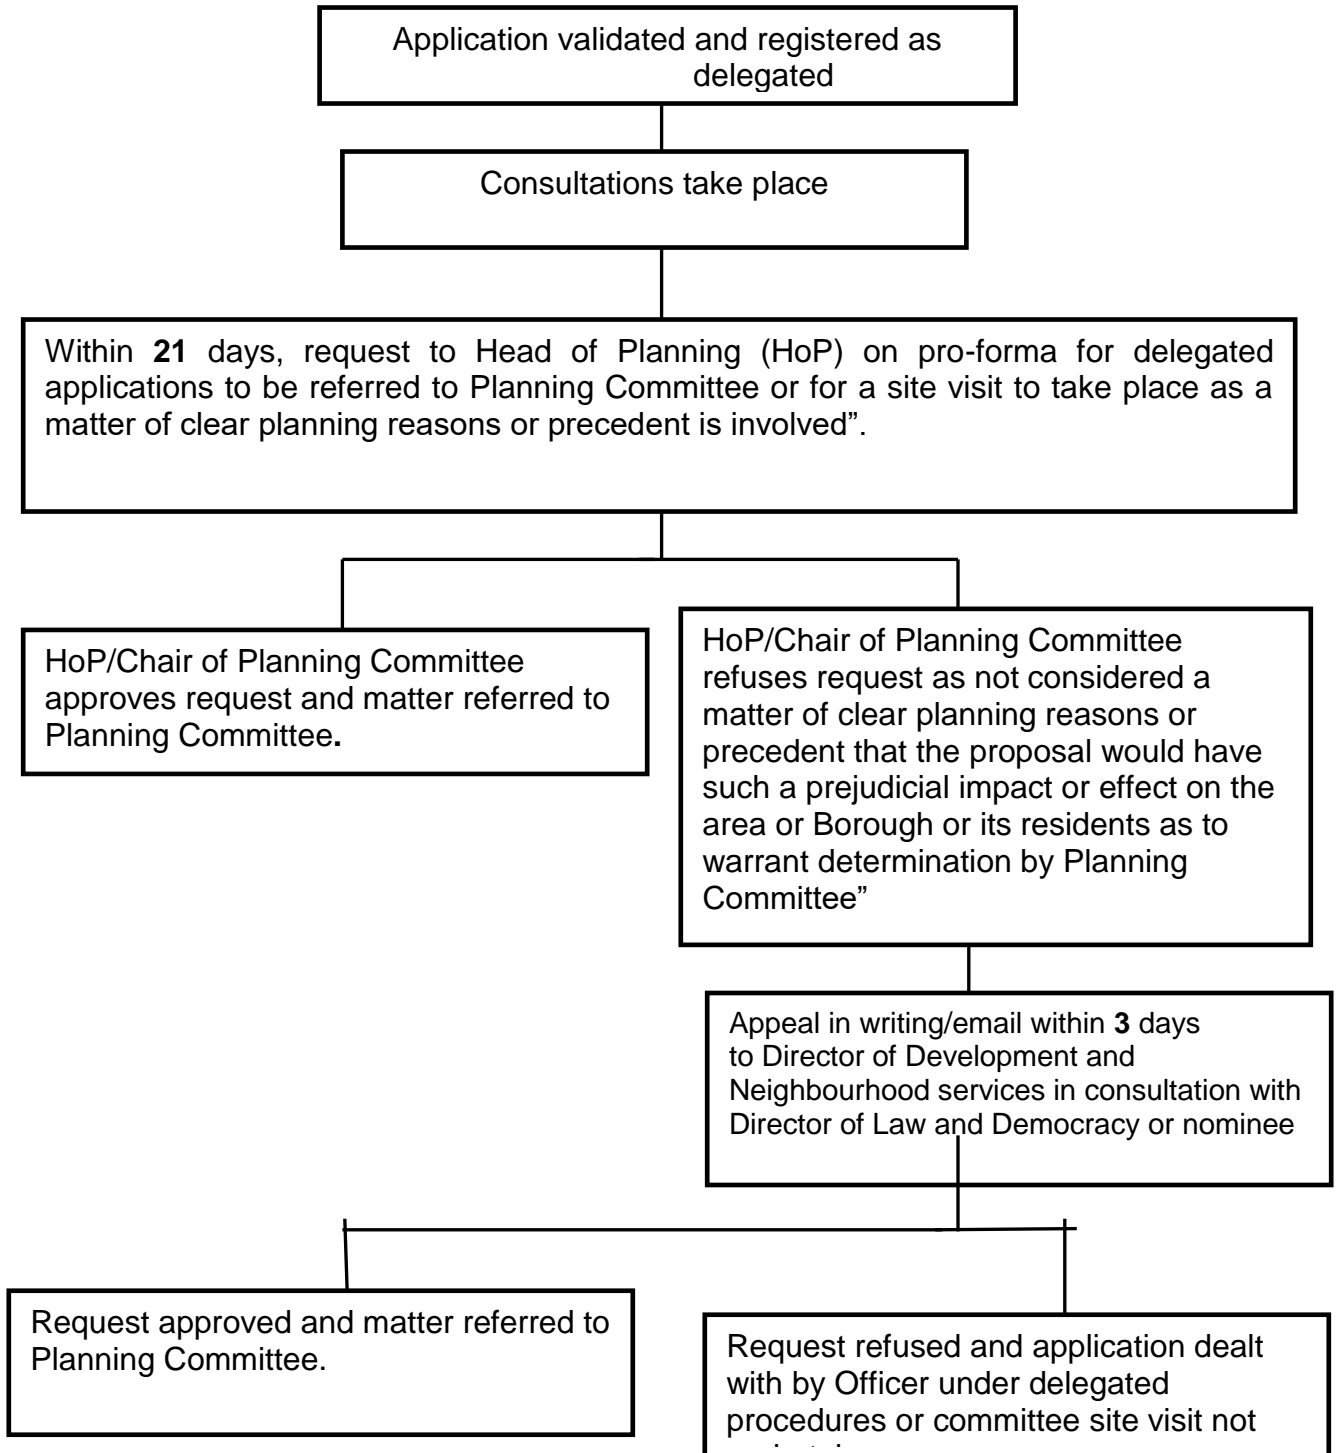 Application validated and registered as
delegated
Consultations take place
Within 21 days, request to Head of Planning (HoP) on pro-forma for delegated
applications to be referred to Planning Committee or for a site visit to take place as a
matter of clear planning reasons or precedent is involved”.
HoP/Chair of Planning Committee
approves request and matter referred to
Planning Committee.
HoP/Chair of Planning Committee
refuses request as not considered a
matter of clear planning reasons or
precedent that the proposal would have
such a prejudicial impact or effect on the
area or Borough or its residents as to
warrant determination by Planning
Committee”
Appeal in writing/email within 3 days
to Director of Development and
Neighbourhood services in consultation with
Director of Law and Democracy or nominee
Request approved and matter referred to
Planning Committee.
Request refused and application dealt
with by Officer under delegated
procedures or committee site visit not